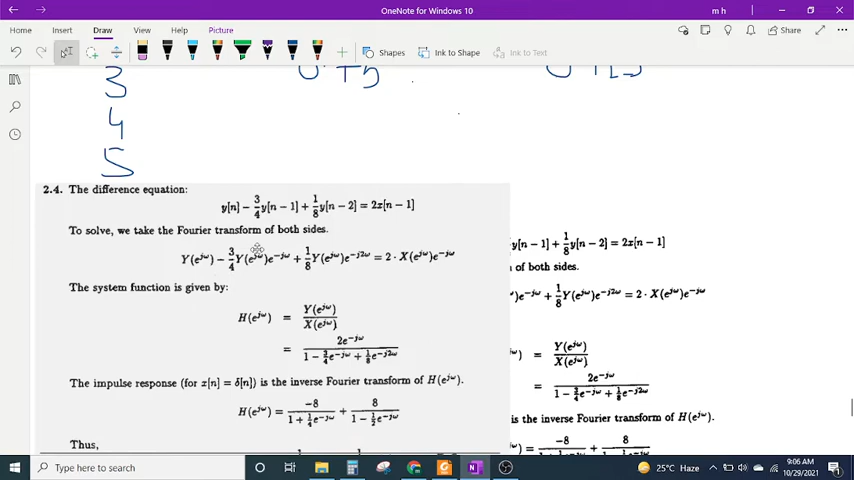 OneNote for Windows 10
m h
Home Insert Draw View Help Picture
Share
Shapes
Ink to Shape
Ink to Text
3
4
5
2.4. The difference equation:
y[n] − 3/4 y[n − 1] + 1/8 y[n − 2] = 2x[n − 1]
To solve, we take the Fourier transform of both sides.
Y(e^{jω}) − 3/4 Y(e^{jω})e^{−jω} + 1/8 Y(e^{jω})e^{−j2ω} = 2 · X(e^{jω})e^{−jω}
The system function is given by:
H(e^{jω}) = Y(e^{jω}) / X(e^{jω})
= 2e^{−jω} / (1 − 3/4 e^{−jω} + 1/8 e^{−j2ω})
The impulse response (for x[n] = δ[n]) is the inverse Fourier transform of H(e^{jω}).
H(e^{jω}) = −8 / (1 + 1/4 e^{−jω}) + 8 / (1 − 1/2 e^{−jω})
Thus,
y[n − 1] + 1/8 y[n − 2] = 2x[n − 1]
of both sides.
)e^{−jω} + 1/8 Y(e^{jω})e^{−j2ω} = 2 · X(e^{jω})e^{−jω}
= Y(e^{jω}) / X(e^{jω})
= 2e^{−jω} / (1 − 3/4 e^{−jω} + 1/8 e^{−j2ω})
is the inverse Fourier transform of H(e^{jω}).
Type here to search
25°C Haze
9:06 AM
10/29/2021